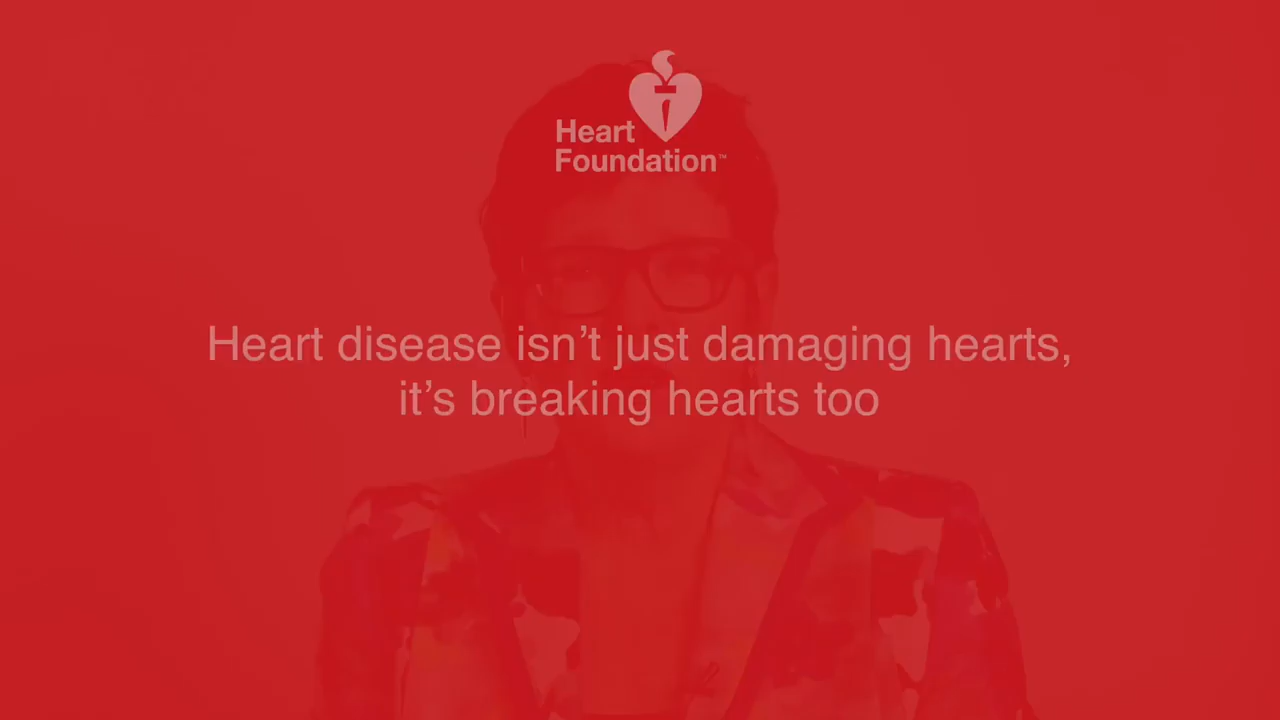 Heart
Foundation™
Heart disease isn't just damaging hearts,
it's breaking hearts too